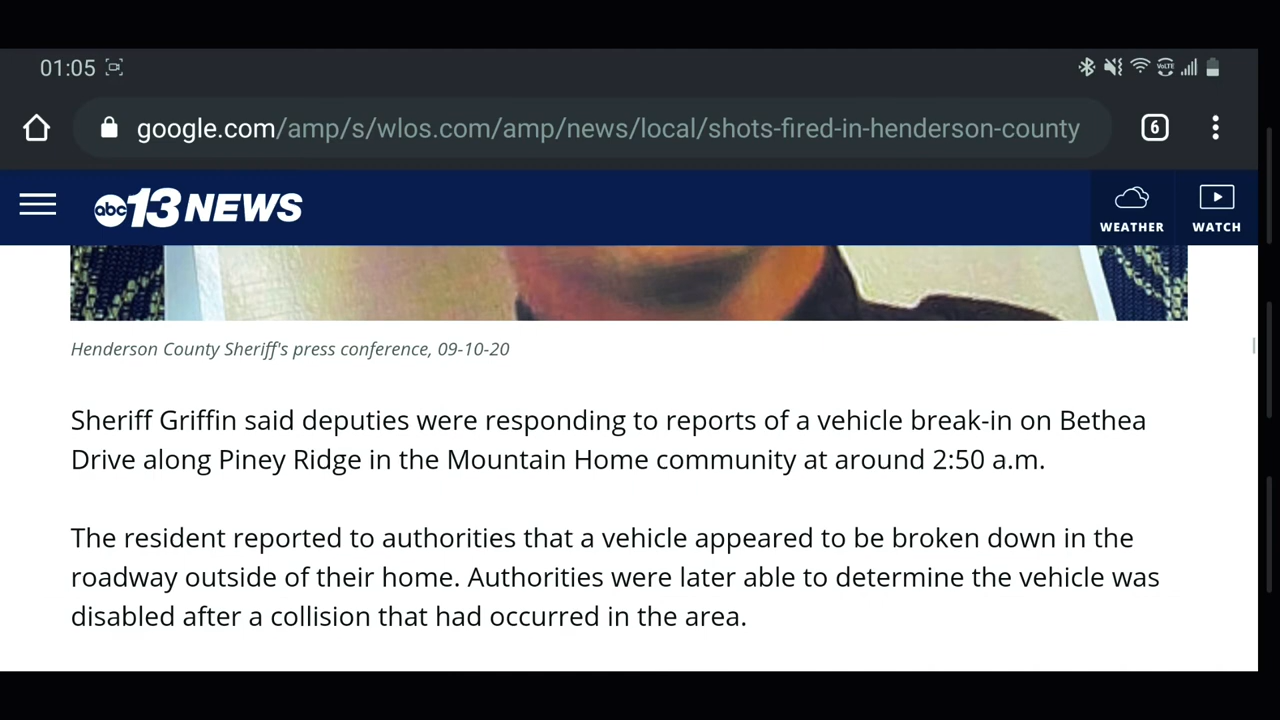 01:05
VoLTE
google.com/amp/s/wlos.com/amp/news/local/shots-fired-in-henderson-county
6
abc 13 NEWS
WEATHER
WATCH
Henderson County Sheriff's press conference, 09-10-20
Sheriff Griffin said deputies were responding to reports of a vehicle break-in on Bethea
Drive along Piney Ridge in the Mountain Home community at around 2:50 a.m.
The resident reported to authorities that a vehicle appeared to be broken down in the
roadway outside of their home. Authorities were later able to determine the vehicle was
disabled after a collision that had occurred in the area.